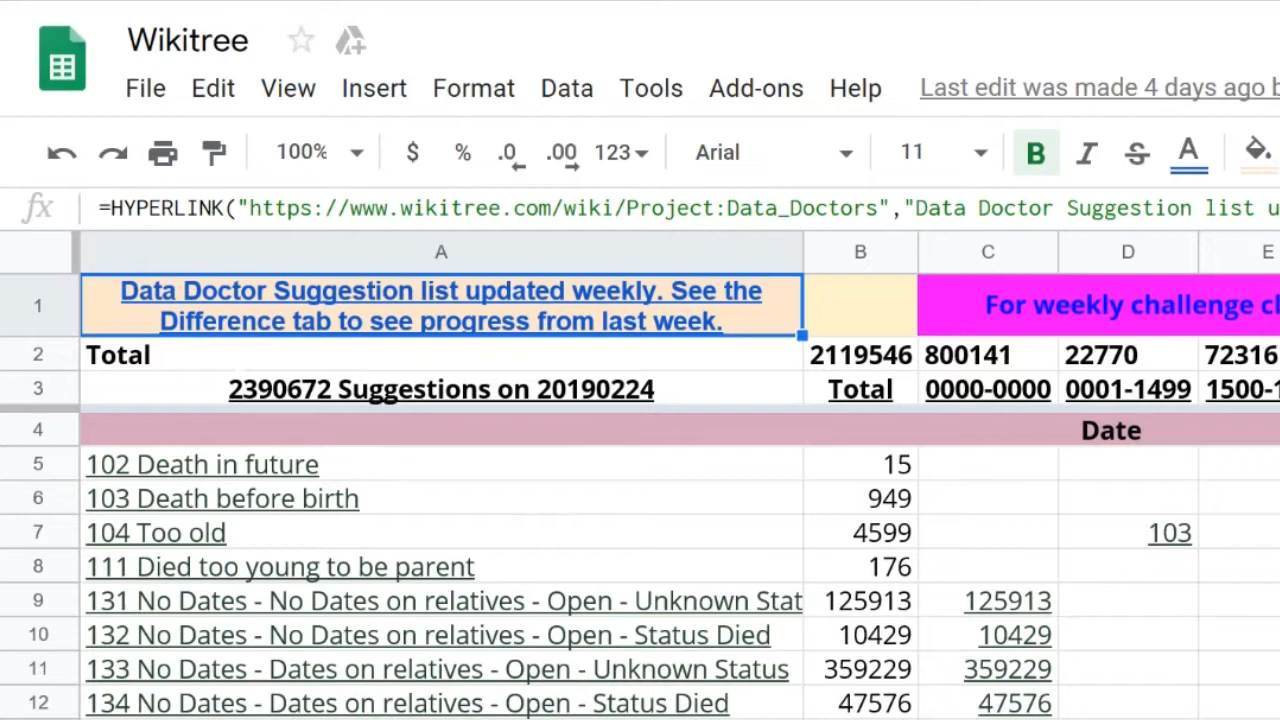 Wikitree
File Edit View Insert Format Data Tools Add-ons Help Last edit was made 4 days ago
100% $ % .0 .00 123 Arial 11 B I S A
fx =HYPERLINK("https://www.wikitree.com/wiki/Project:Data_Doctors","Data Doctor Suggestion list
A B C D E
1 Data Doctor Suggestion list updated weekly. See the
Difference tab to see progress from last week. For weekly challenge
2 Total 2119546 800141 22770 72316
3 2390672 Suggestions on 20190224 Total 0000-0000 0001-1499 1500-1
4 Date
5 102 Death in future 15
6 103 Death before birth 949
7 104 Too old 4599 103
8 111 Died too young to be parent 176
9 131 No Dates - No Dates on relatives - Open - Unknown Stat 125913 125913
10 132 No Dates - No Dates on relatives - Open - Status Died 10429 10429
11 133 No Dates - Dates on relatives - Open - Unknown Status 359229 359229
12 134 No Dates - Dates on relatives - Open - Status Died 47576 47576